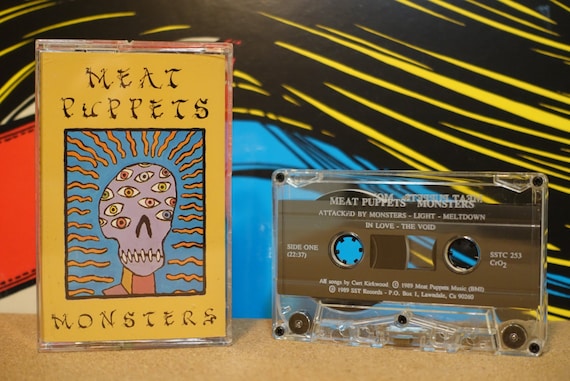 MEAT
PUPPETS
MONSTERS
MEAT PUPPETS MONSTERS
ATTACKED BY MONSTERS - LIGHT - MELTDOWN
IN LOVE - THE VOID
SIDE ONE
(22:37)
SSTC 253
CrO2
All songs by Curt Kirkwood. © 1989 Meat Puppets Music (BMI)
℗ 1989 SST Records - P.O. Box 1, Lawndale, Ca 90260